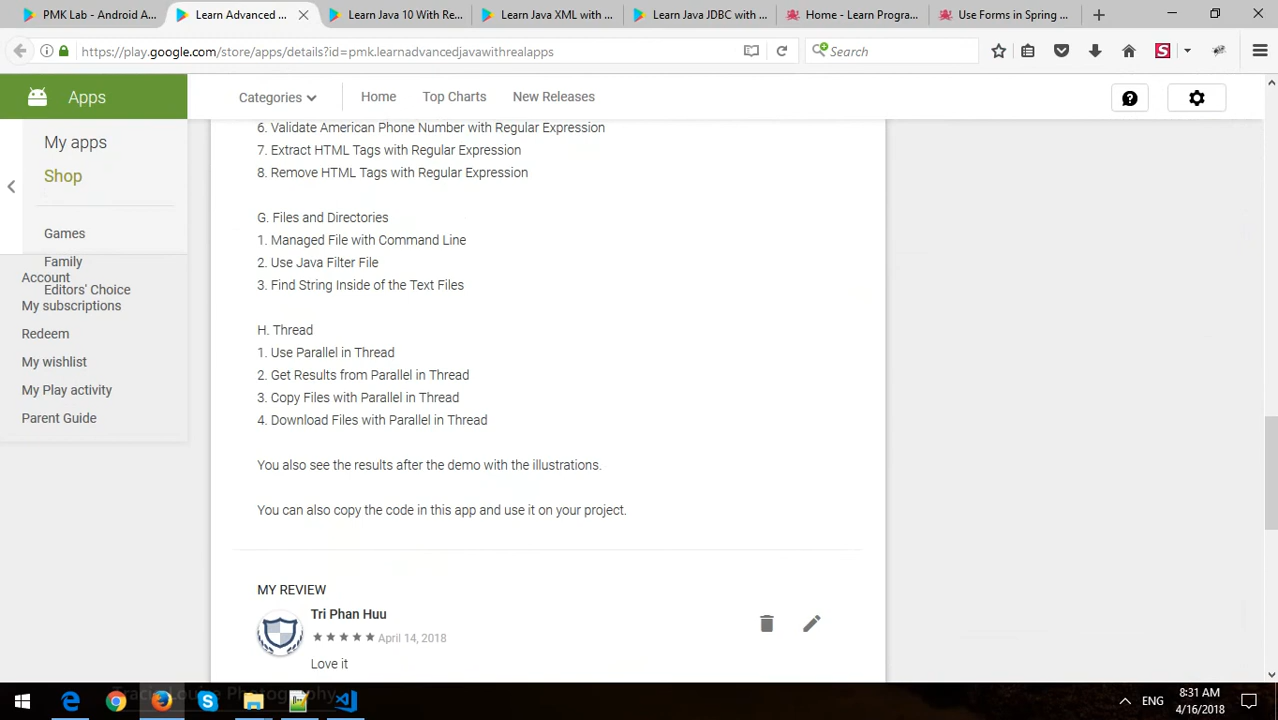 PMK Lab - Android A...
Learn Advanced ...
Learn Java 10 With Re...
Learn Java XML with ...
Learn Java JDBC with ...
Home - Learn Progra...
Use Forms in Spring ...
https://play.google.com/store/apps/details?id=pmk.learnadvancedjavawithrealapps
Search
Apps
Categories
Home
Top Charts
New Releases
My apps
Shop
Games
Family
Account
Editors' Choice
My subscriptions
Redeem
My wishlist
My Play activity
Parent Guide
6. Validate American Phone Number with Regular Expression
7. Extract HTML Tags with Regular Expression
8. Remove HTML Tags with Regular Expression
G. Files and Directories
1. Managed File with Command Line
2. Use Java Filter File
3. Find String Inside of the Text Files
H. Thread
1. Use Parallel in Thread
2. Get Results from Parallel in Thread
3. Copy Files with Parallel in Thread
4. Download Files with Parallel in Thread
You also see the results after the demo with the illustrations.
You can also copy the code in this app and use it on your project.
MY REVIEW
Tri Phan Huu
April 14, 2018
Love it
Photography
ENG
8:31 AM
4/16/2018